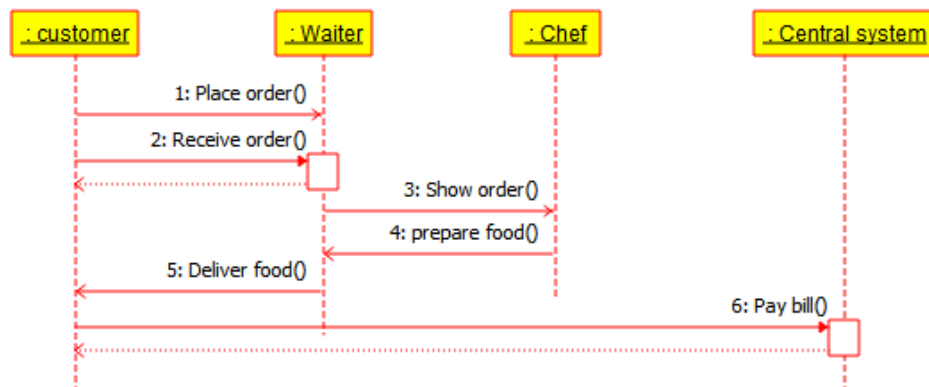 : customer
: Waiter
: Chef
: Central system
1: Place order()
2: Receive order()
3: Show order()
4: prepare food()
5: Deliver food()
6: Pay bill()